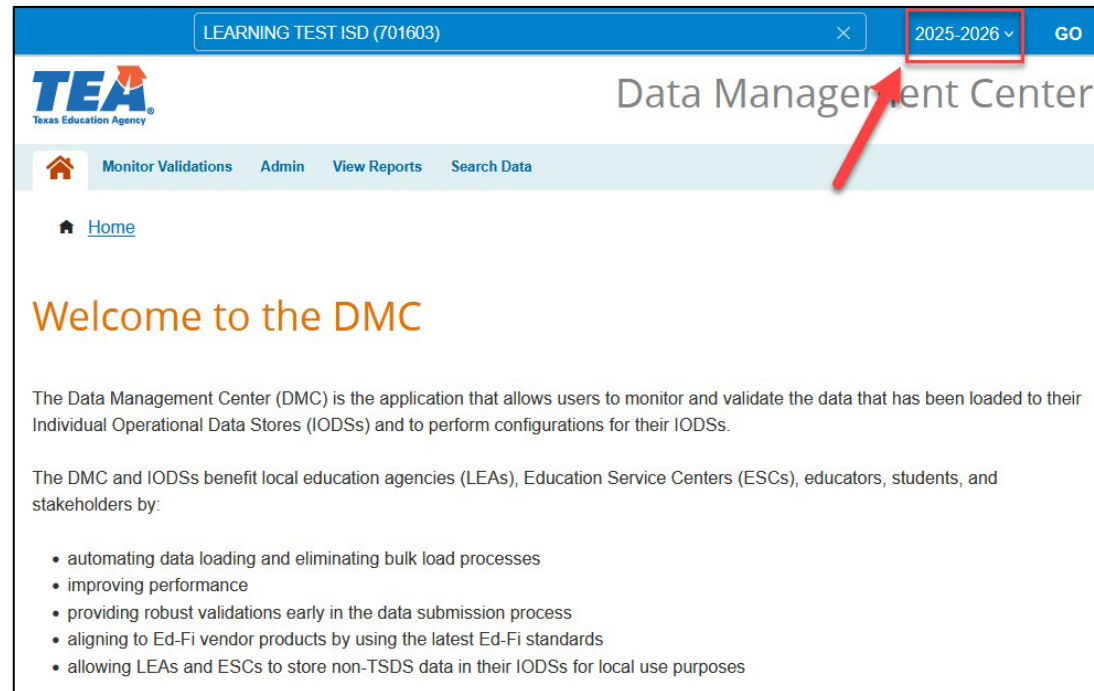 LEARNING TEST ISD (701603)
2025-2026
GO
TEA®
Texas Education Agency
Data Management Center
Monitor Validations Admin View Reports Search Data
Home
Welcome to the DMC
The Data Management Center (DMC) is the application that allows users to monitor and validate the data that has been loaded to their
Individual Operational Data Stores (IODSs) and to perform configurations for their IODSs.
The DMC and IODSs benefit local education agencies (LEAs), Education Service Centers (ESCs), educators, students, and
stakeholders by:
• automating data loading and eliminating bulk load processes
• improving performance
• providing robust validations early in the data submission process
• aligning to Ed-Fi vendor products by using the latest Ed-Fi standards
• allowing LEAs and ESCs to store non-TSDS data in their IODSs for local use purposes